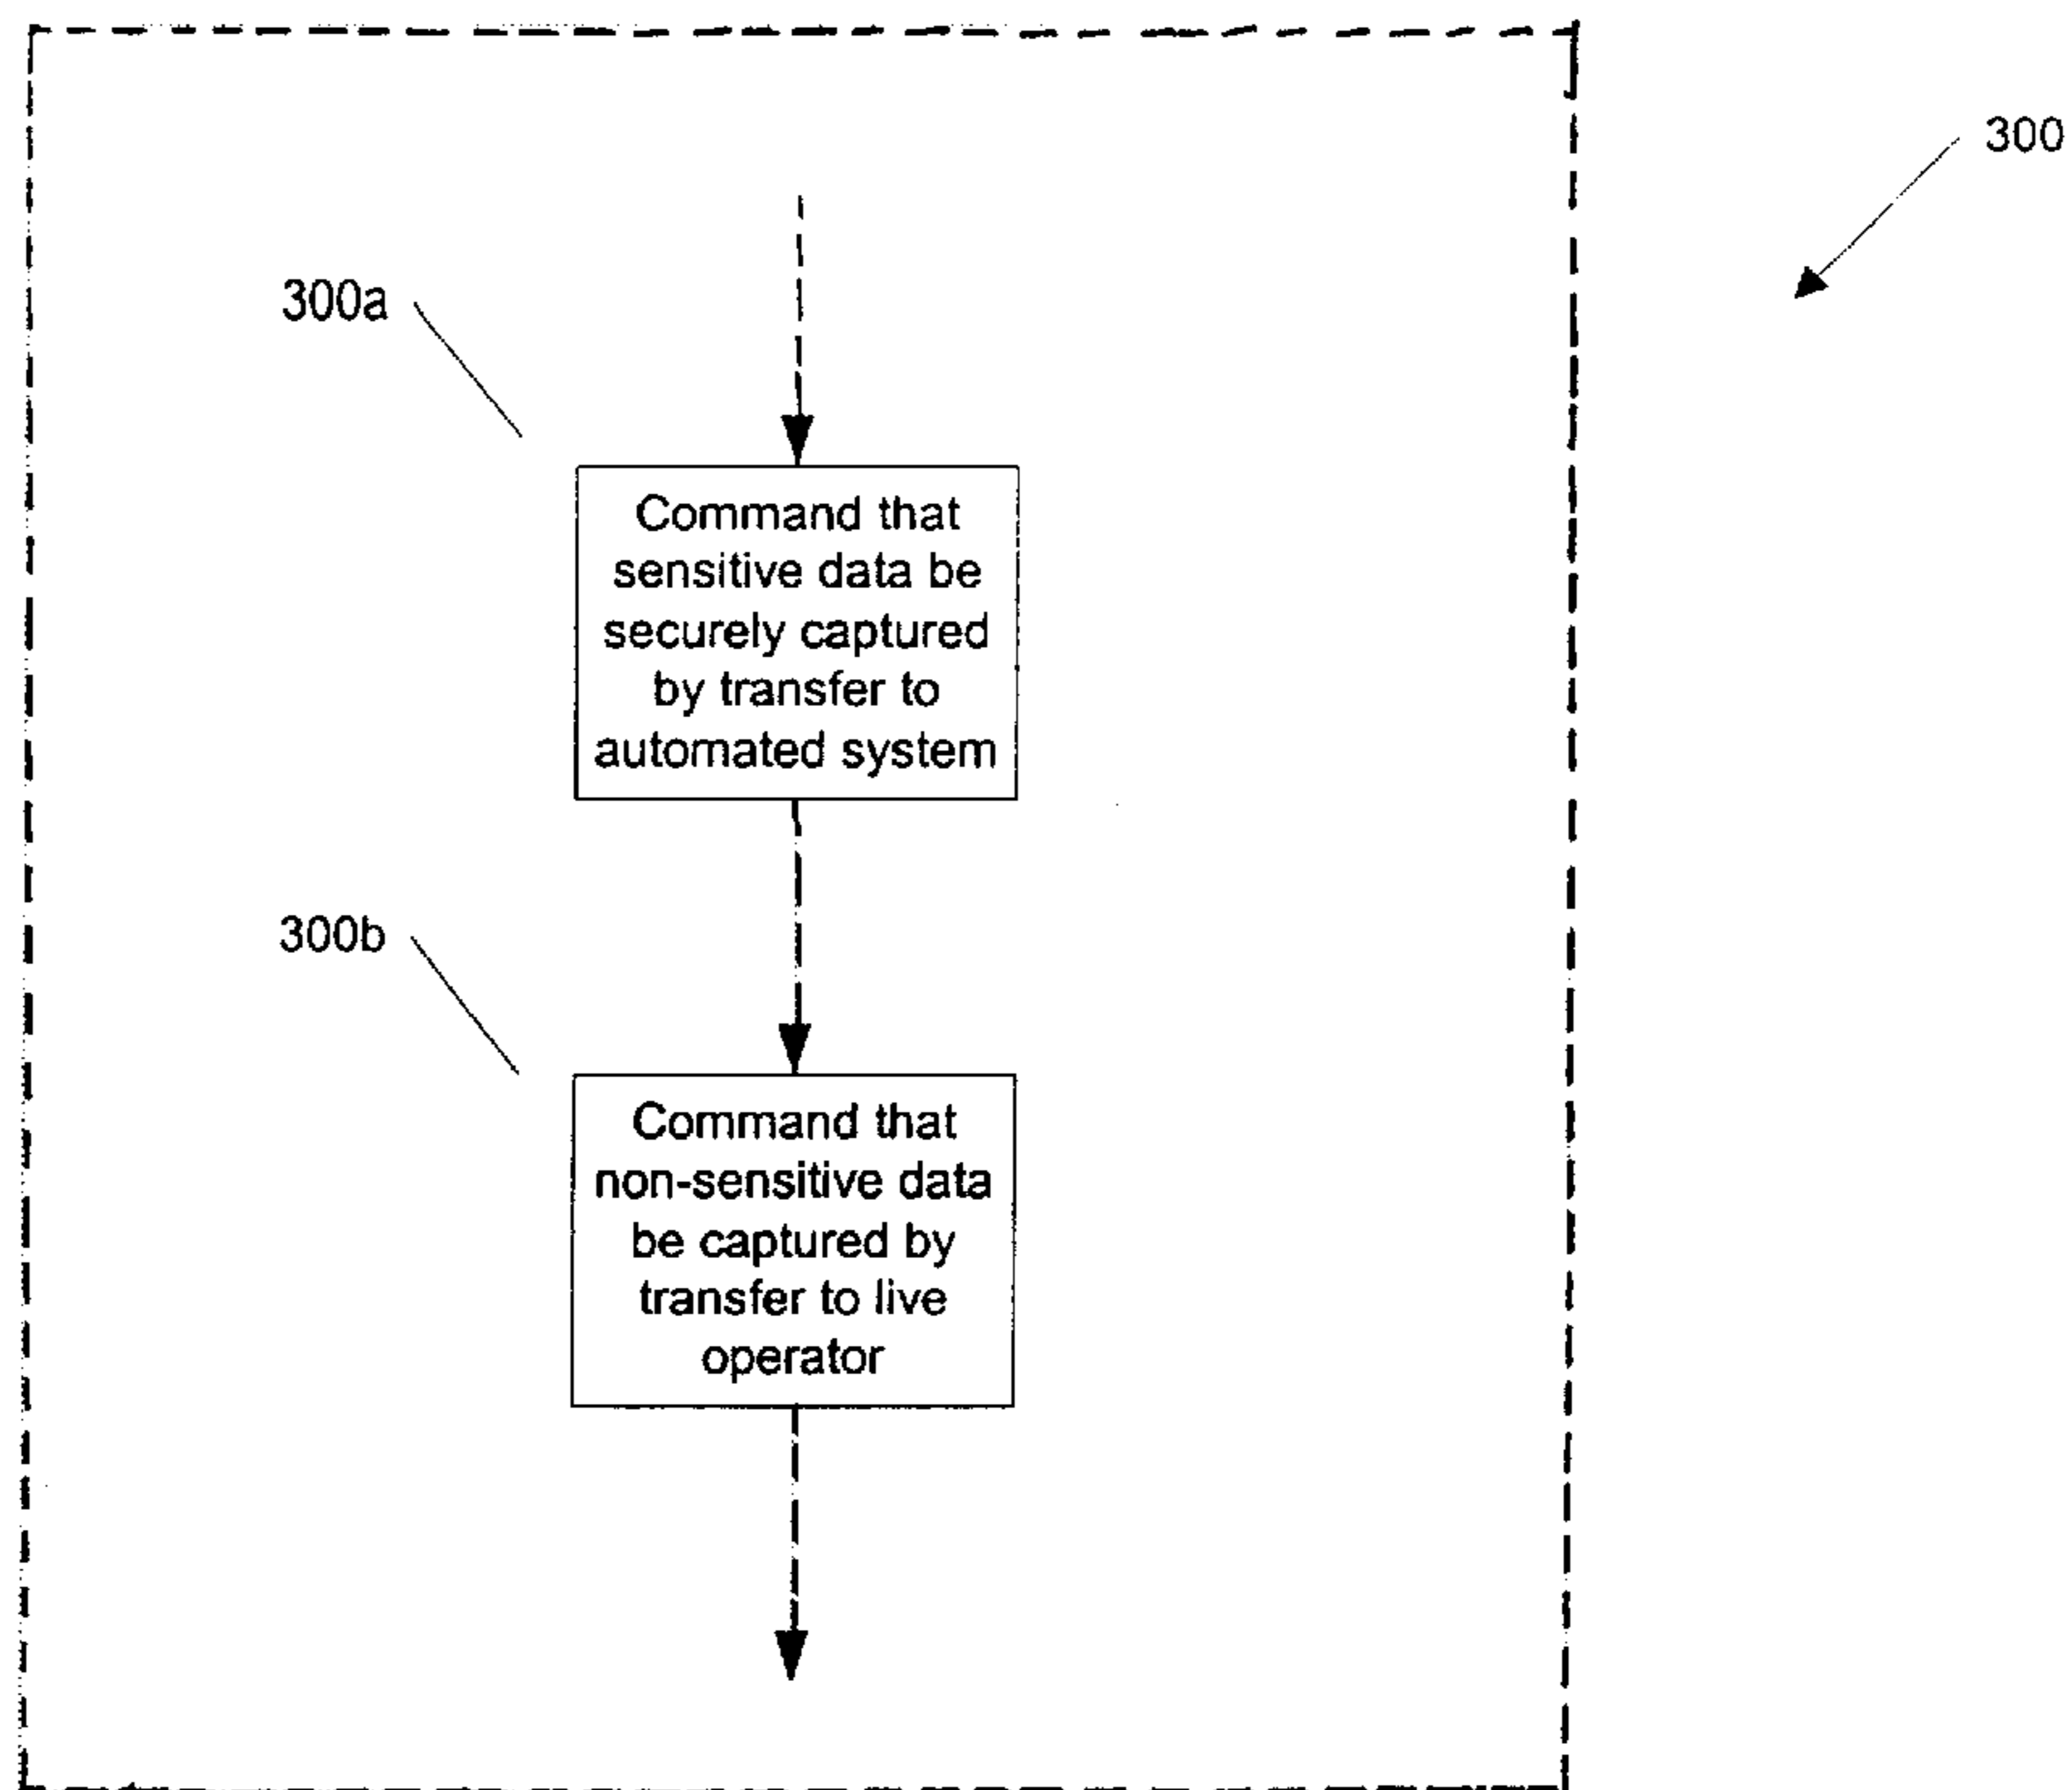 300
300a
Command that
sensitive data be
securely captured
by transfer to
automated system
300b
Command that
non-sensitive data
be captured by
transfer to live
operator